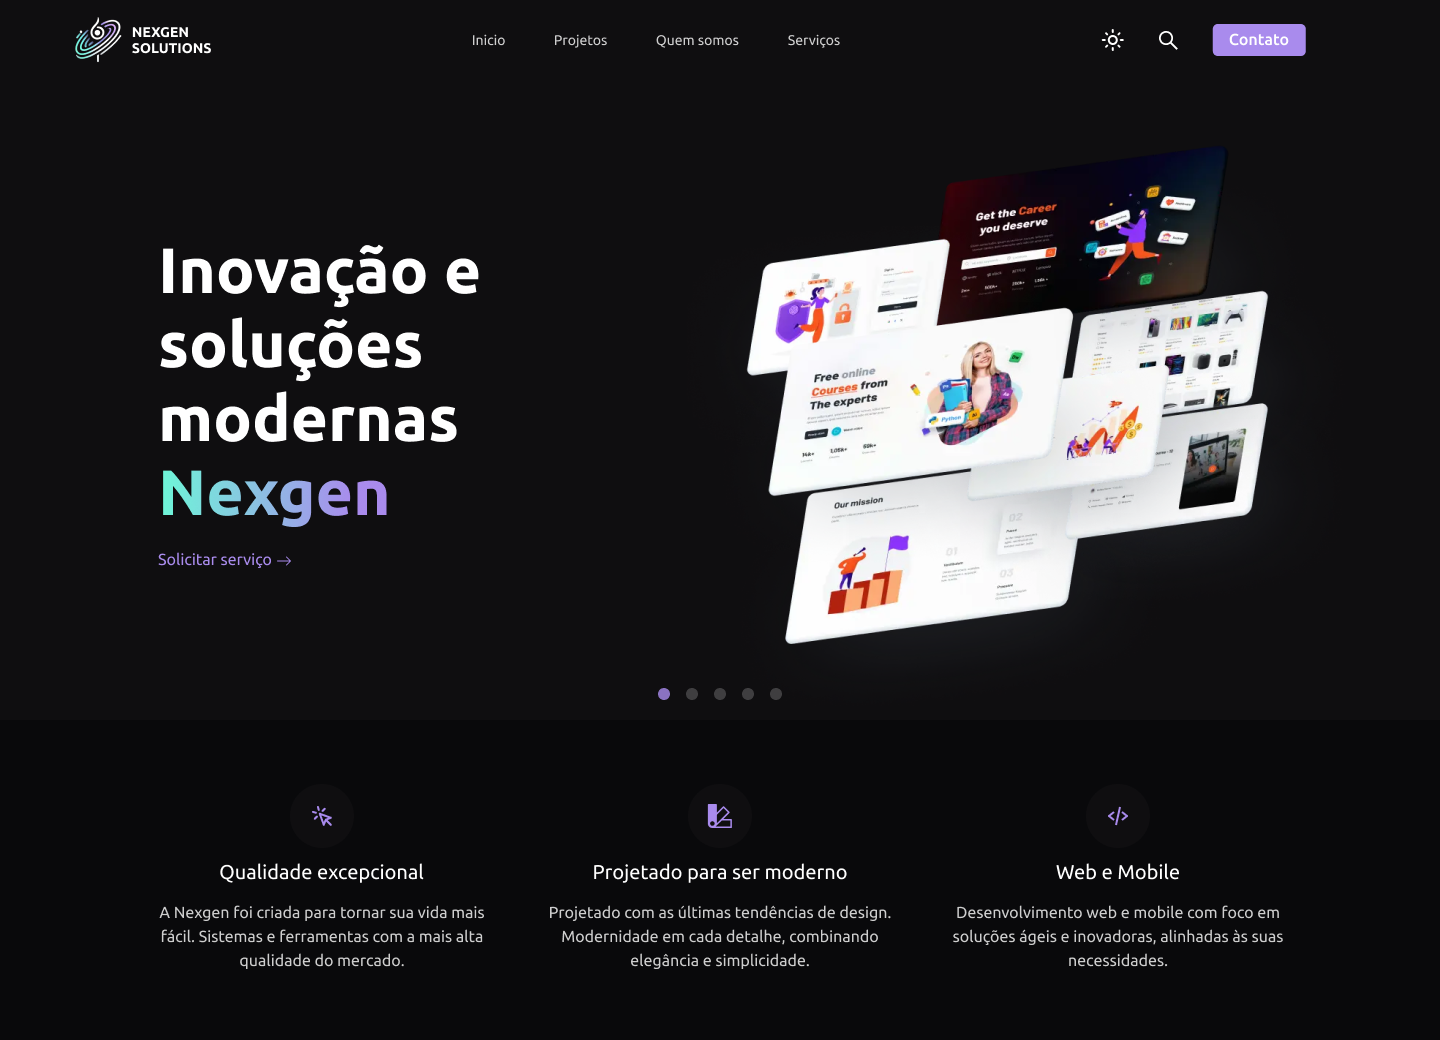 NEXGEN
SOLUTIONS
Inicio
Projetos
Quem somos
Serviços
Contato
Inovação e
soluções
modernas
Nexgen
Solicitar serviço →
Get the Career
you deserve
Free online
Courses from
The experts
Python
14k+
1,05k+
Our mission
01
02
03
Qualidade excepcional
A Nexgen foi criada para tornar sua vida mais
fácil. Sistemas e ferramentas com a mais alta
qualidade do mercado.
Projetado para ser moderno
Projetado com as últimas tendências de design.
Modernidade em cada detalhe, combinando
elegância e simplicidade.
Web e Mobile
Desenvolvimento web e mobile com foco em
soluções ágeis e inovadoras, alinhadas às suas
necessidades.